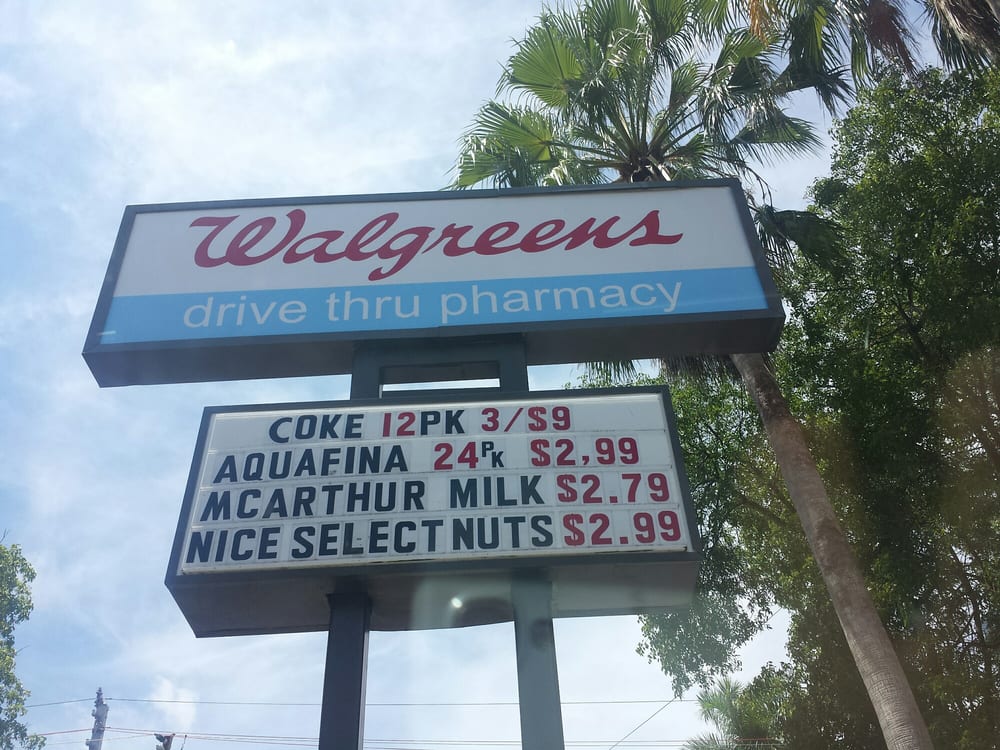 Walgreens
drive thru pharmacy
COKE 12PK 3/$9
AQUAFINA 24PK $2,99
MCARTHUR MILK $2.79
NICE SELECT NUTS $2.99